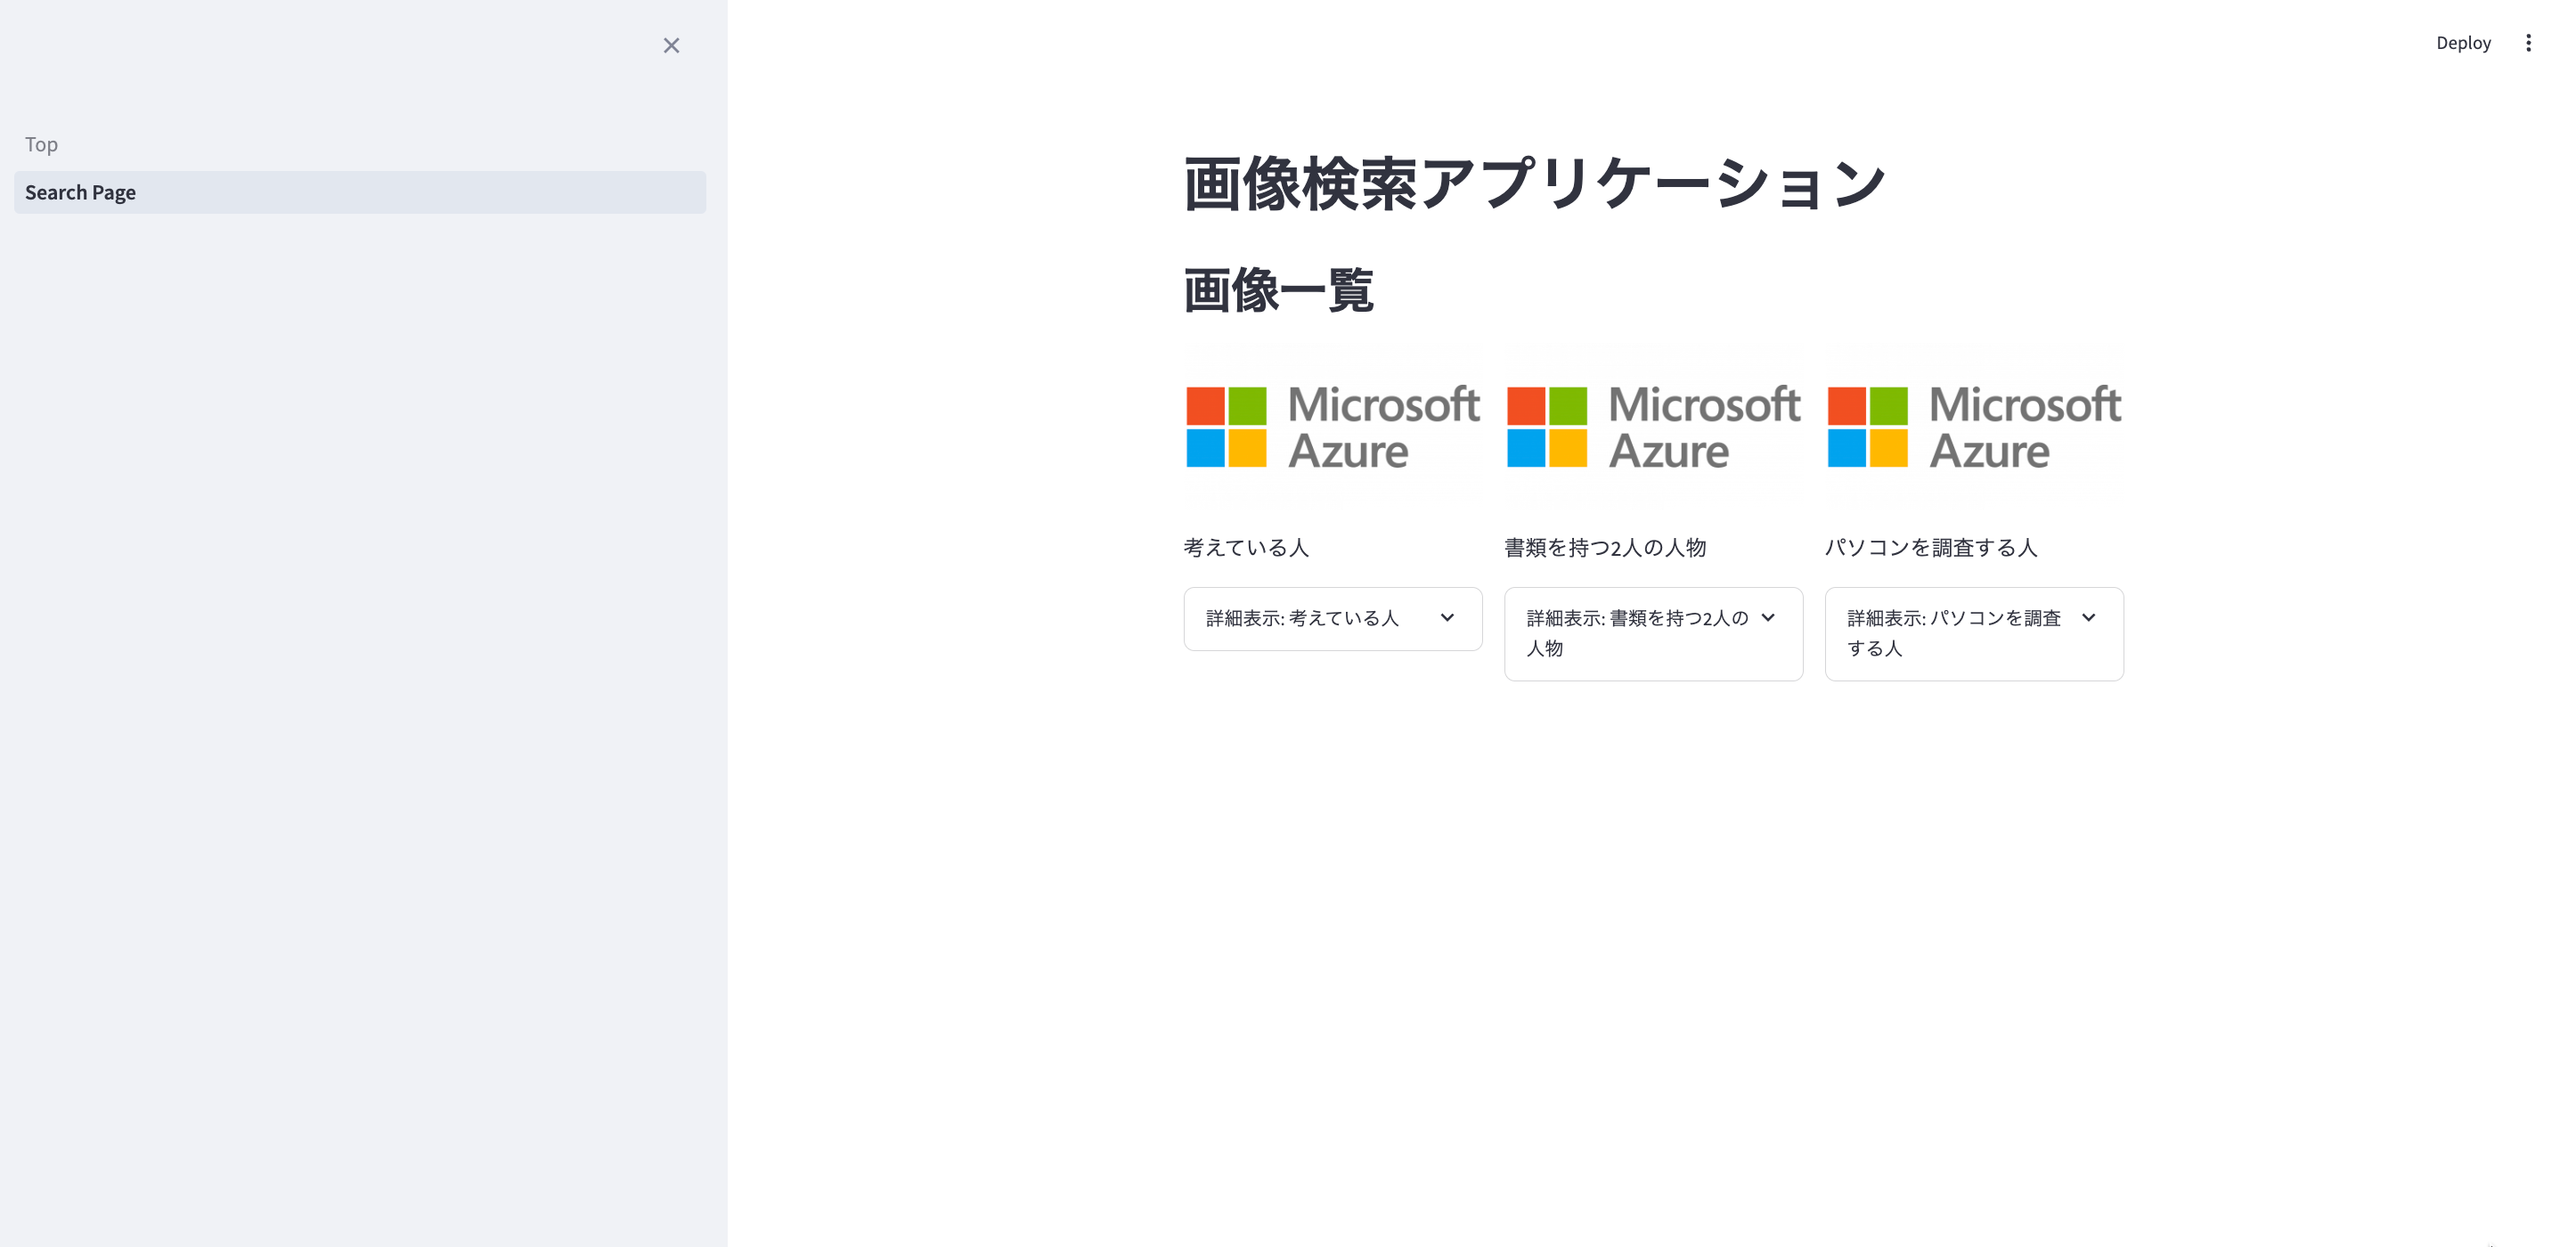 Deploy
Top
Search Page
画像検索アプリケーション
画像一覧
Microsoft
Azure
Microsoft
Azure
Microsoft
Azure
考えている人
書類を持つ2人の人物
パソコンを調査する人
詳細表示: 考えている人
詳細表示: 書類を持つ2人の
人物
詳細表示: パソコンを調査
する人